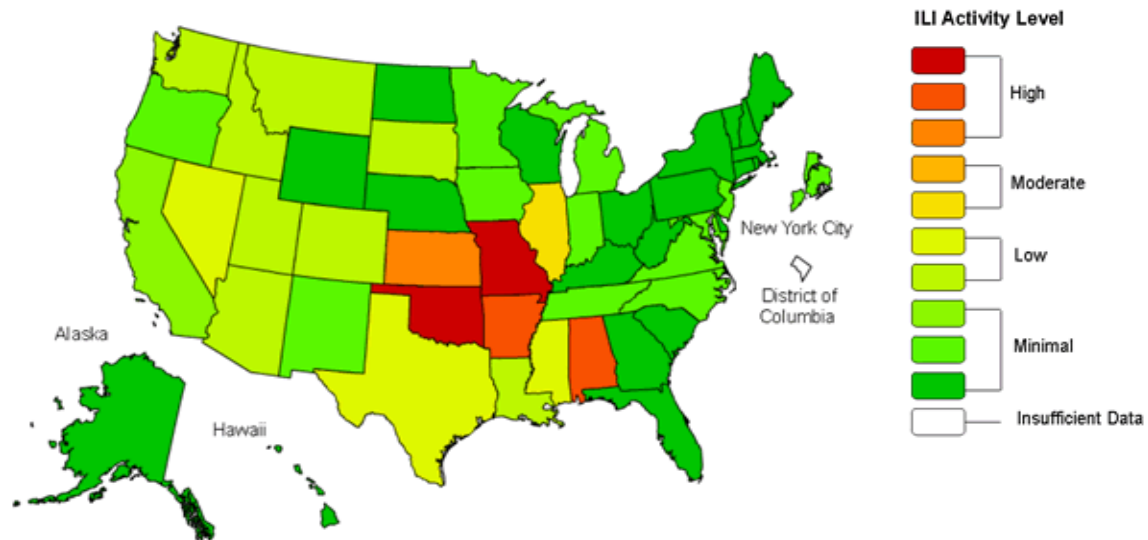 ILI Activity Level
High
Moderate
Low
Minimal
Insufficient Data
New York City
District of
Columbia
Alaska
Hawaii